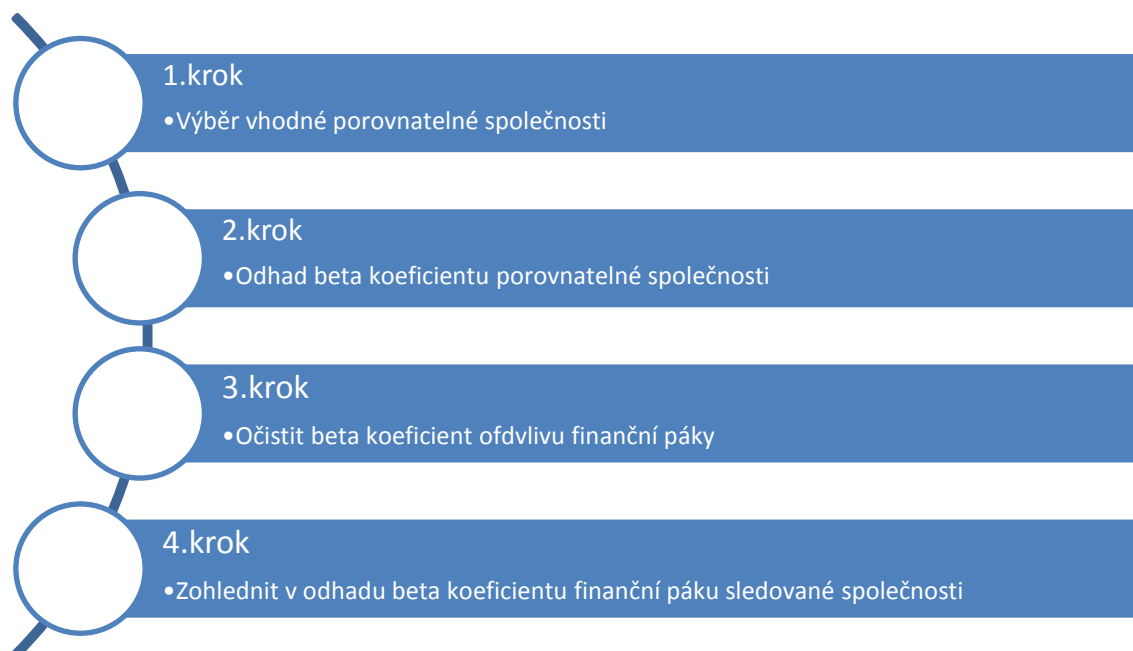 1.krok
•Výběr vhodné porovnatelné společnosti
2.krok
•Odhad beta koeficientu porovnatelné společnosti
3.krok
•Očistit beta koeficient ofdvlivu finanční páky
4.krok
•Zohlednit v odhadu beta koeficientu finanční páku sledované společnosti